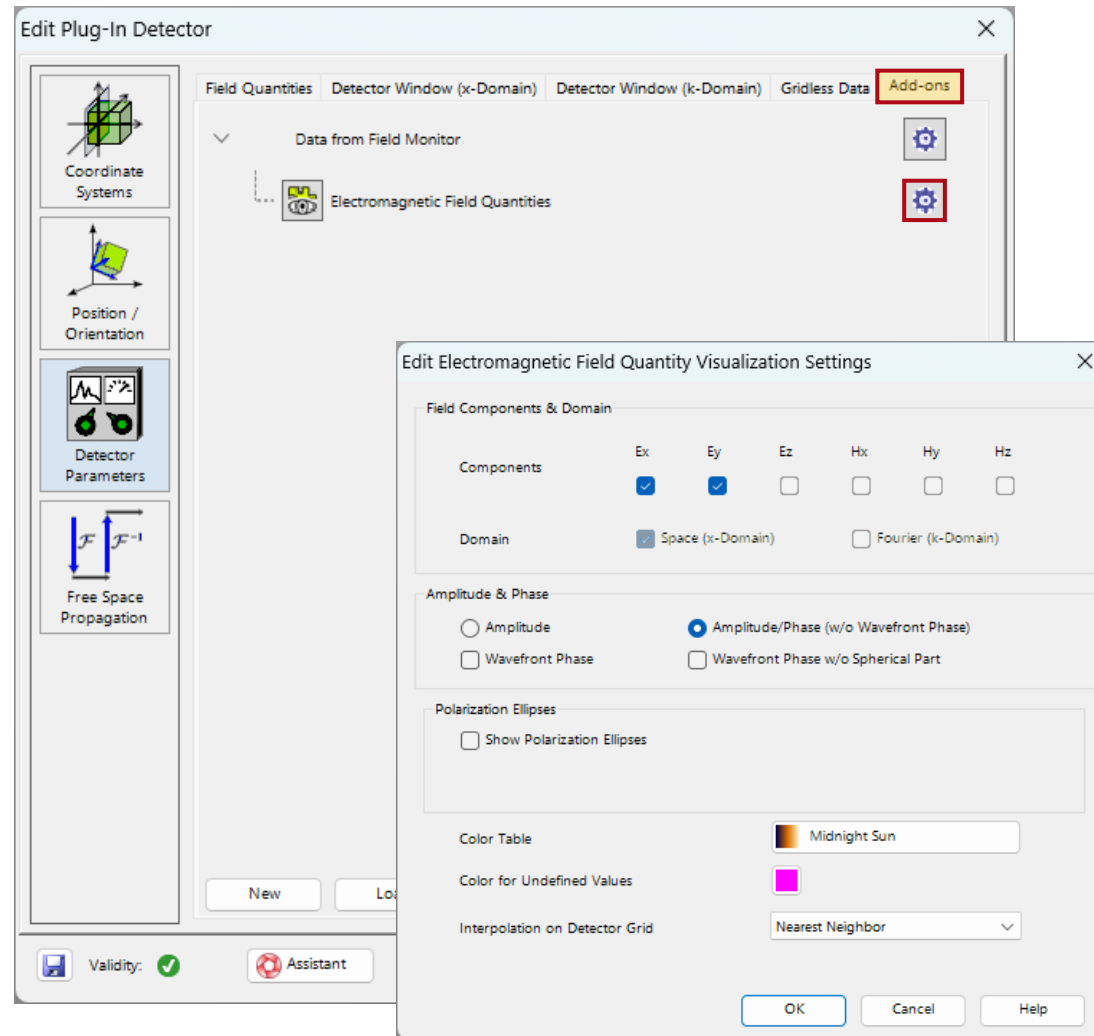 Edit Plug-In Detector
Field Quantities Detector Window (x-Domain) Detector Window (k-Domain) Gridless Data Add-ons
Data from Field Monitor
Electromagnetic Field Quantities
Coordinate
Systems
Position /
Orientation
Detector
Parameters
ℱ ℱ⁻¹
Free Space
Propagation
New
Validity:
Assistant
Edit Electromagnetic Field Quantity Visualization Settings
Field Components & Domain
Ex Ey Ez Hx Hy Hz
Components
Domain Space (x-Domain) Fourier (k-Domain)
Amplitude & Phase
Amplitude Amplitude/Phase (w/o Wavefront Phase)
Wavefront Phase Wavefront Phase w/o Spherical Part
Polarization Ellipses
Show Polarization Ellipses
Color Table Midnight Sun
Color for Undefined Values
Interpolation on Detector Grid Nearest Neighbor
OK Cancel Help